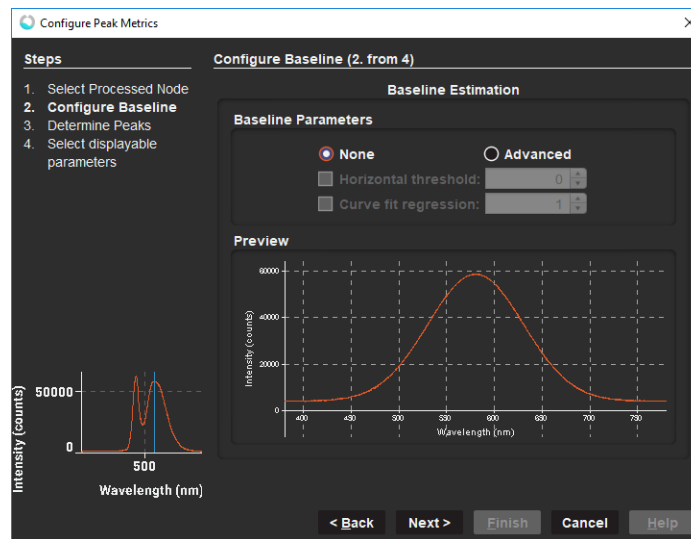 Configure Peak Metrics
Steps
1. Select Processed Node
2. Configure Baseline
3. Determine Peaks
4. Select displayable
parameters
50000
0
500
Intensity (counts)
Wavelength (nm)
Configure Baseline (2. from 4)
Baseline Estimation
Baseline Parameters
None
Advanced
Horizontal threshold: 0
Curve fit regression: 1
Preview
60000
40000
20000
0
Intensity (counts)
400 450 500 550 600 650 700 750
Wavelength (nm)
< Back Next > Finish Cancel Help